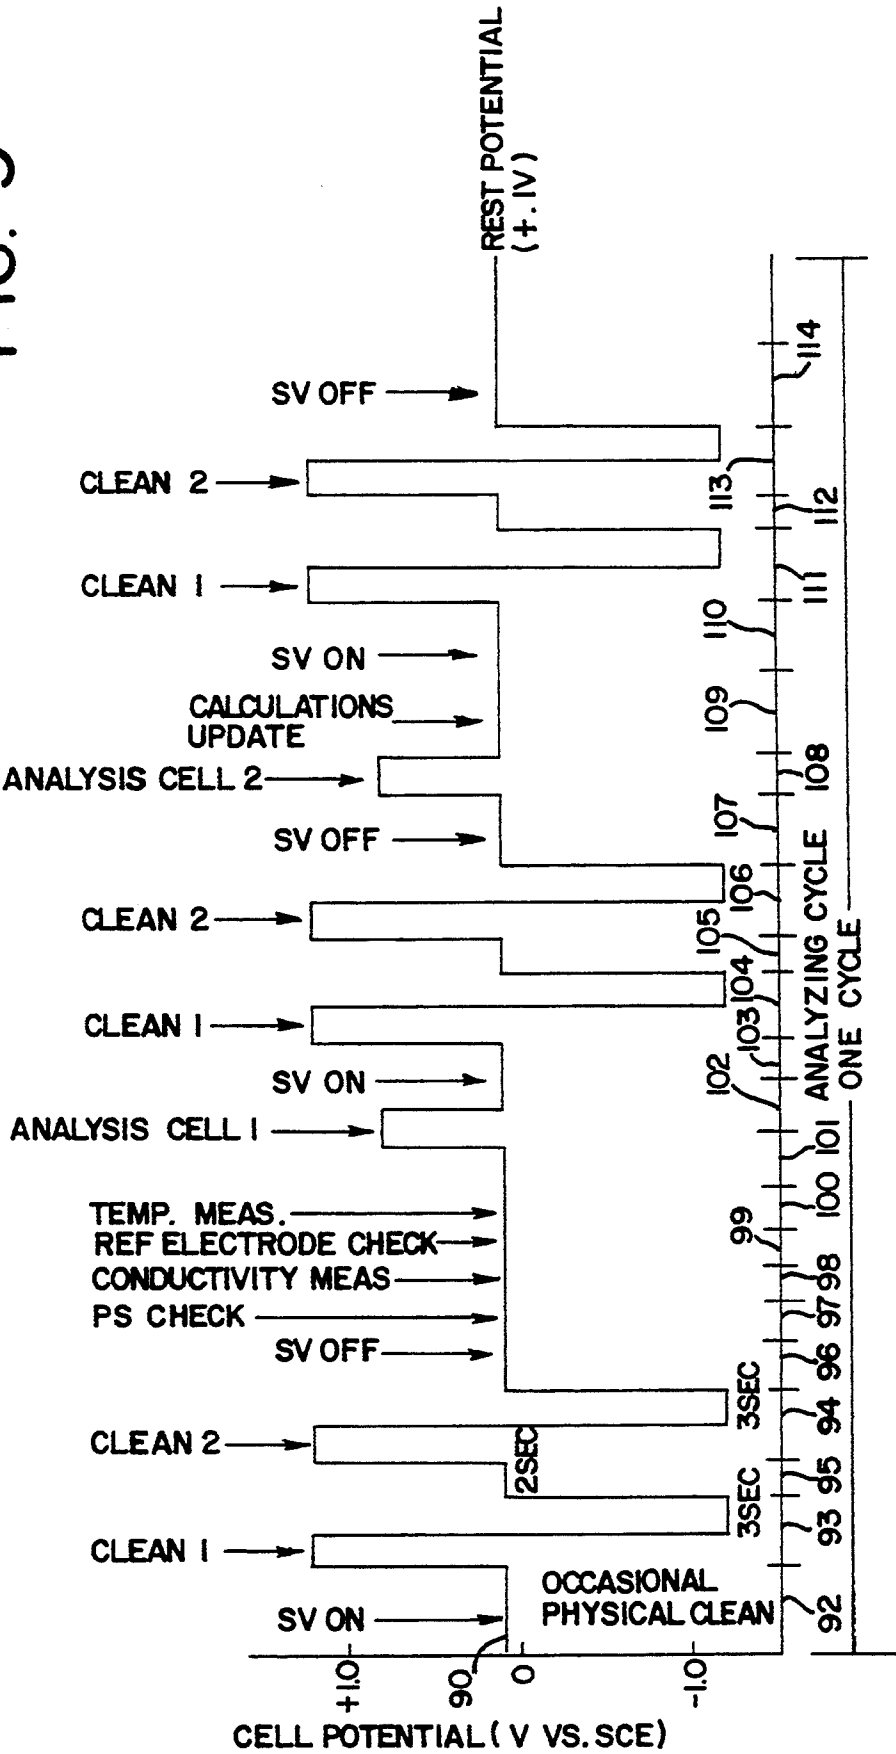 REST POTENTIAL
(+.1V)
SV OFF
114
CLEAN 2
113
112
CLEAN 1
111
110
SV ON
CALCULATIONS
UPDATE
109
ANALYSIS CELL 2
108
107
SV OFF
106
CLEAN 2
105
104
CLEAN 1
103
SV ON
102
ANALYSIS CELL 1
101
TEMP. MEAS.
100
REF ELECTRODE CHECK
99
CONDUCTIVITY MEAS
98
PS CHECK
97
SV OFF
96
3SEC
94
CLEAN 2
2SEC
95
3SEC
93
CLEAN 1
OCCASIONAL
PHYSICAL CLEAN
SV ON
92
ANALYZING CYCLE
ONE CYCLE
+1.0
90
0
-1.0
CELL POTENTIAL (V VS. SCE)